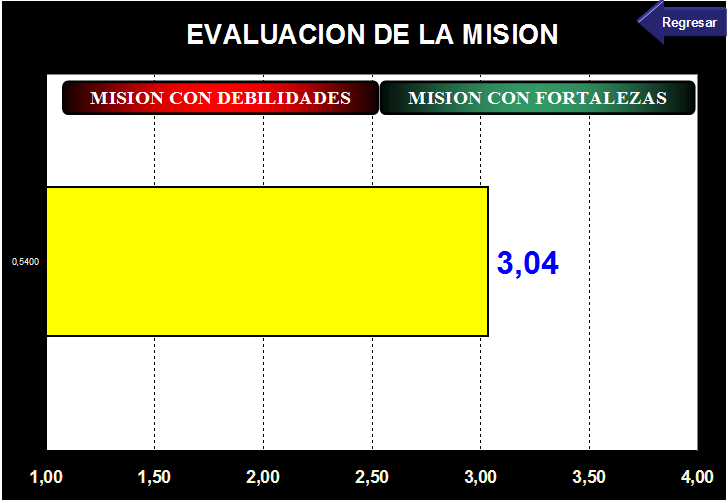 Regresar
EVALUACION DE LA MISION
MISION CON DEBILIDADES MISION CON FORTALEZAS
0,5400
3,04
1,00 1,50 2,00 2,50 3,00 3,50 4,00